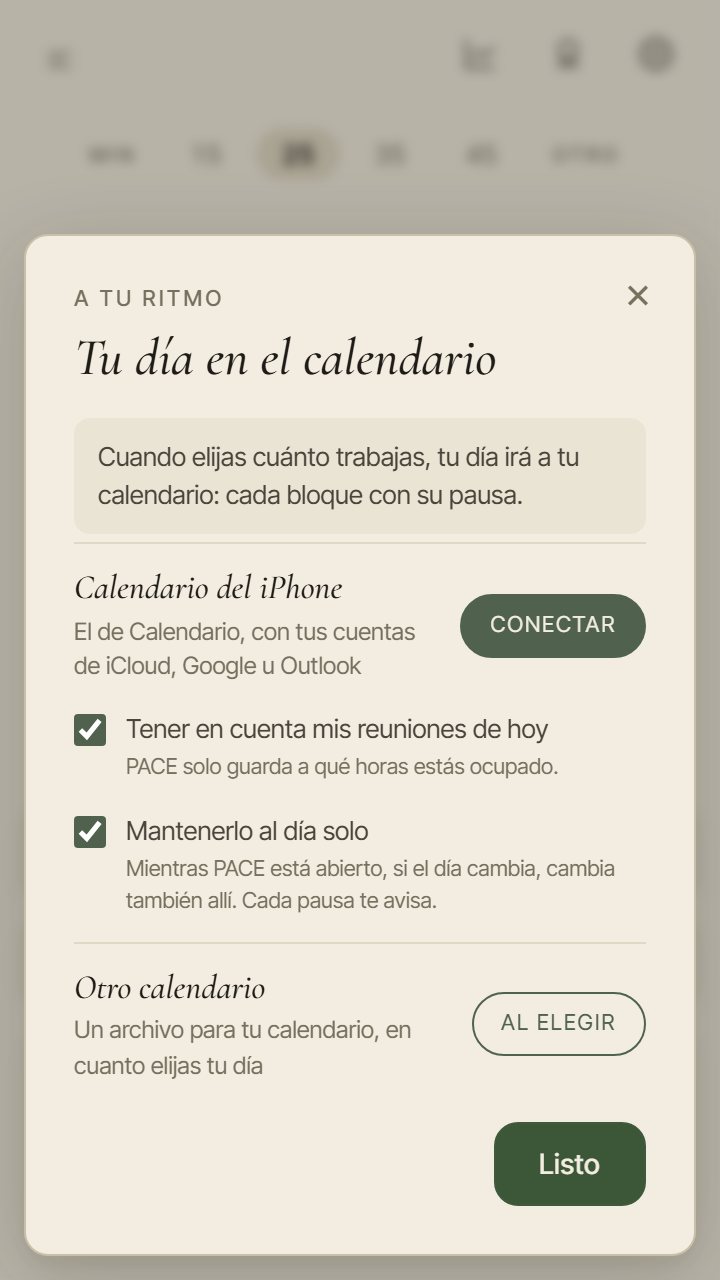 A TU RITMO
Tu día en el calendario
Cuando elijas cuánto trabajas, tu día irá a tu
calendario: cada bloque con su pausa.
Calendario del iPhone
El de Calendario, con tus cuentas
de iCloud, Google u Outlook
CONECTAR
Tener en cuenta mis reuniones de hoy
PACE solo guarda a qué horas estás ocupado.
Mantenerlo al día solo
Mientras PACE está abierto, si el día cambia, cambia
también allí. Cada pausa te avisa.
Otro calendario
Un archivo para tu calendario, en
cuanto elijas tu día
AL ELEGIR
Listo